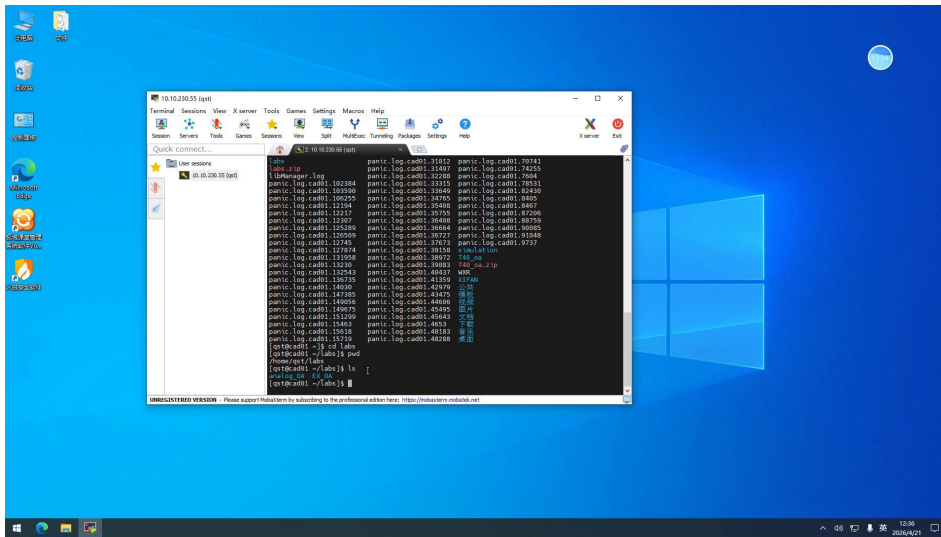 此电脑
文件
回收站
控制面板
Microsoft
Edge
12:59
10.10.230.55 (qst)
Terminal Sessions View X server Tools Games Settings Macros Help
Session Servers Tools Games Sessions View Split MultiExec Tunneling Packages Settings Help X server Exit
Quick connect...
2. 10.10.230.55 (qst)
User sessions
10.10.230.55 (qst)
labs panic.log.cad01.31012 panic.log.cad01.70741
labs.zip panic.log.cad01.31497 panic.log.cad01.74255
libManager.log panic.log.cad01.32288 panic.log.cad01.7604
panic.log.cad01.102384 panic.log.cad01.33315 panic.log.cad01.78531
panic.log.cad01.103590 panic.log.cad01.33649 panic.log.cad01.82430
panic.log.cad01.106255 panic.log.cad01.34765 panic.log.cad01.8405
panic.log.cad01.12194 panic.log.cad01.35408 panic.log.cad01.8467
panic.log.cad01.12217 panic.log.cad01.35755 panic.log.cad01.87206
panic.log.cad01.12307 panic.log.cad01.36408 panic.log.cad01.88759
panic.log.cad01.125289 panic.log.cad01.36664 panic.log.cad01.90085
panic.log.cad01.126509 panic.log.cad01.36727 panic.log.cad01.91048
panic.log.cad01.12745 panic.log.cad01.37673 panic.log.cad01.9737
panic.log.cad01.127874 panic.log.cad01.38158 simulation
panic.log.cad01.131958 panic.log.cad01.38972 T40_oa
panic.log.cad01.13230 panic.log.cad01.39083 T40_oa.zip
panic.log.cad01.132543 panic.log.cad01.40437 WXR
panic.log.cad01.136735 panic.log.cad01.41359 XIFAN
panic.log.cad01.14030 panic.log.cad01.42979 公共
panic.log.cad01.147385 panic.log.cad01.43475 模板
panic.log.cad01.149056 panic.log.cad01.44606 视频
panic.log.cad01.149675 panic.log.cad01.45495 图片
panic.log.cad01.151299 panic.log.cad01.45643 文档
panic.log.cad01.15463 panic.log.cad01.4653 下载
panic.log.cad01.15618 panic.log.cad01.48183 音乐
panic.log.cad01.15719 panic.log.cad01.48288 桌面
[qst@cad01 ~]$ cd labs
[qst@cad01 ~/labs]$ pwd
/home/qst/labs
[qst@cad01 ~/labs]$ ls
analog_OA EX_OA
[qst@cad01 ~/labs]$
UNREGISTERED VERSION - Please support MobaXterm by subscribing to the professional edition here: https://mobaxterm.mobatek.net
英
12:36
2026/4/21